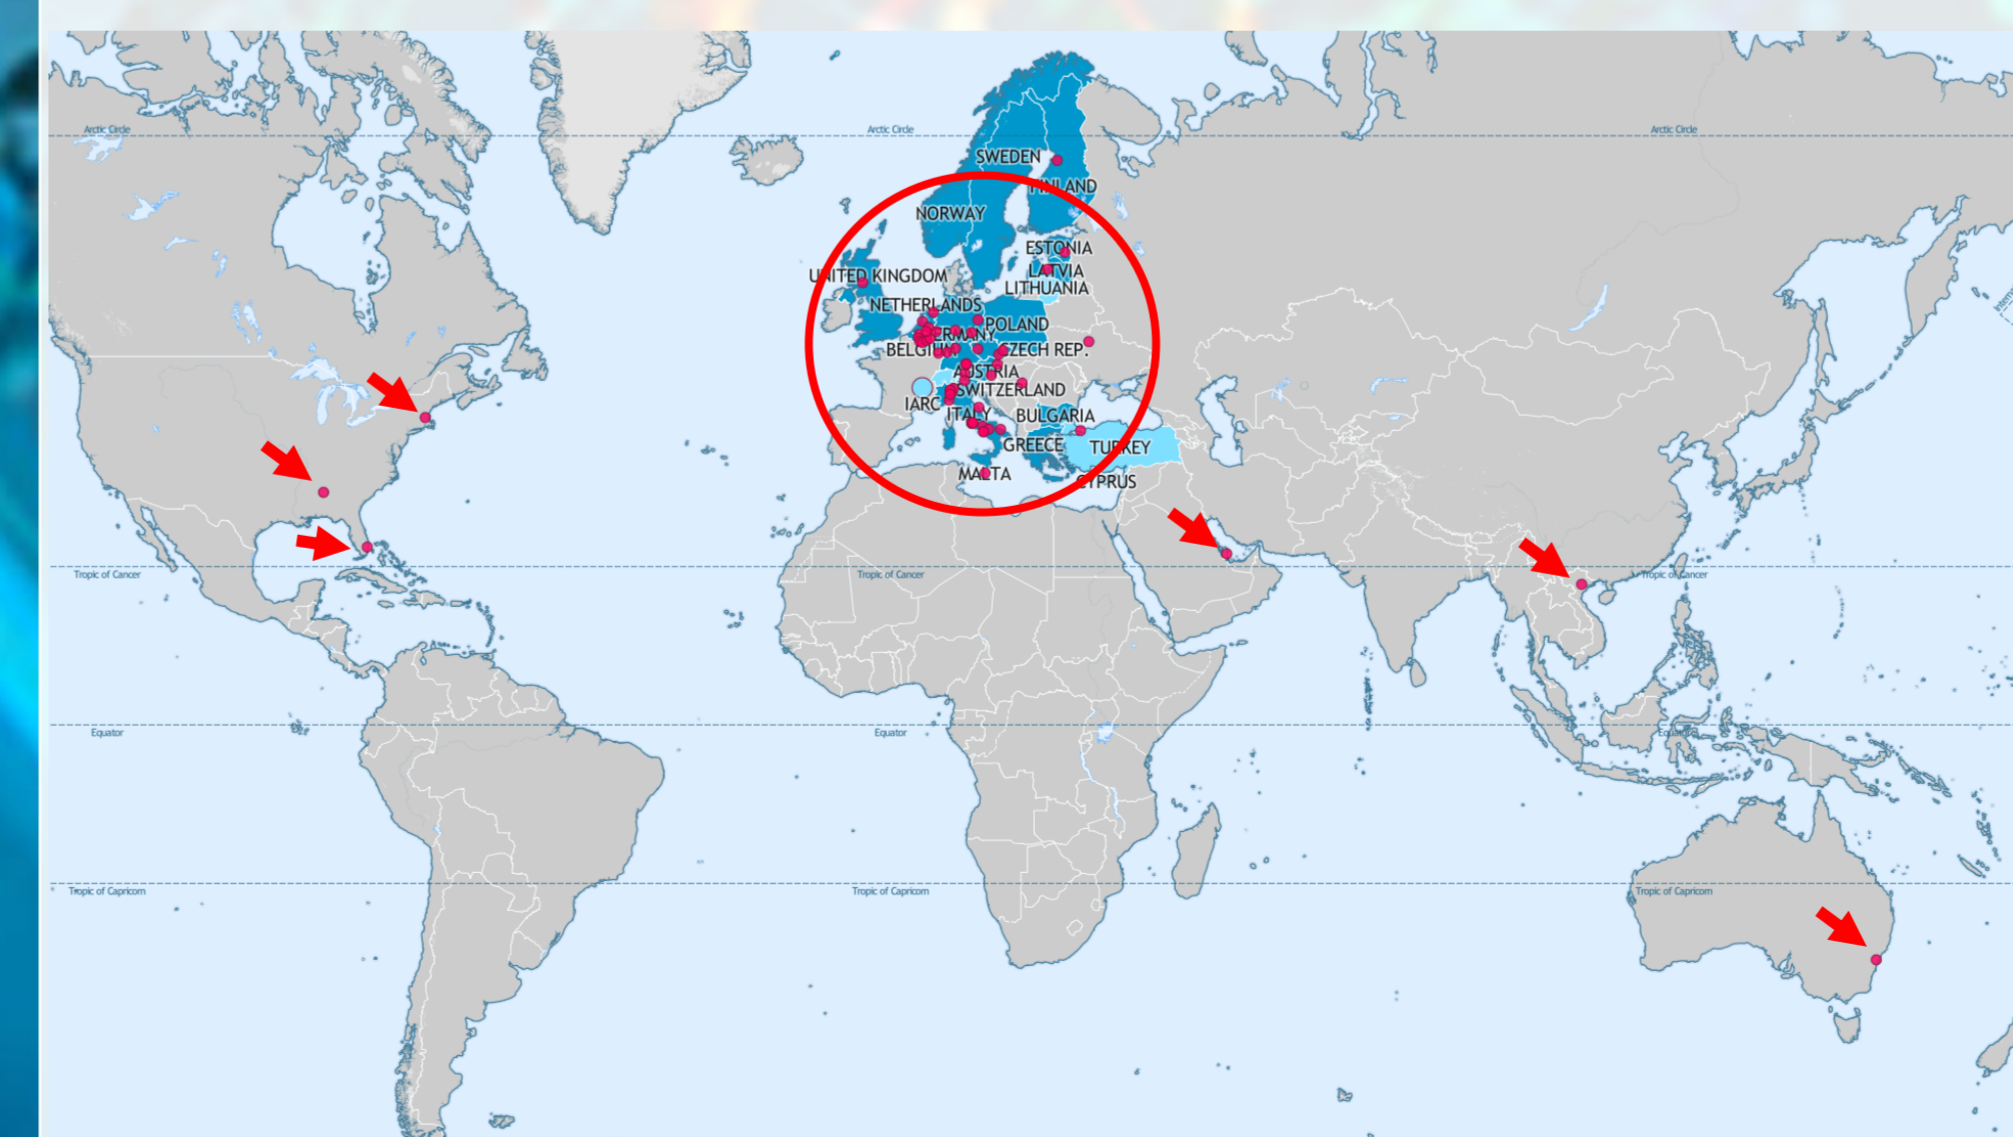 Arctic Circle
Arctic Circle
Arctic Circle
SWEDEN
FINLAND
NORWAY
ESTONIA
LATVIA
UNITED KINGDOM
LITHUANIA
NETHERLANDS
POLAND
GERMANY
BELGIUM
CZECH REP.
AUSTRIA
SWITZERLAND
IARC
ITALY
BULGARIA
GREECE
TURKEY
MALTA
CYPRUS
Tropic of Cancer
Tropic of Cancer
Tropic of Cancer
Equator
Equator
Equator
Tropic of Capricorn
Tropic of Capricorn
Tropic of Capricorn